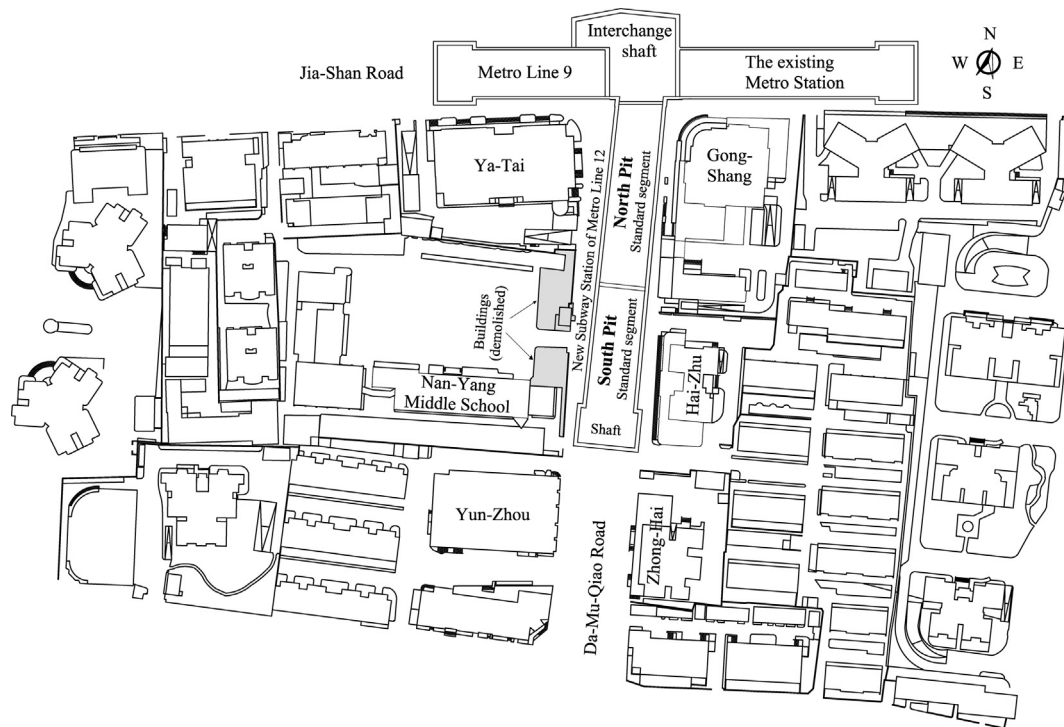 Interchange
shaft
N
W
E
S
Jia-Shan Road
Metro Line 9
The existing
Metro Station
Ya-Tai
New Subway Station of Metro Line 12
North Pit
Standard segment
Gong-
Shang
Buildings
(demolished)
South Pit
Standard segment
Hai-Zhu
Nan-Yang
Middle School
Shaft
Yun-Zhou
Da-Mu-Qiao Road
Zhong-Hai